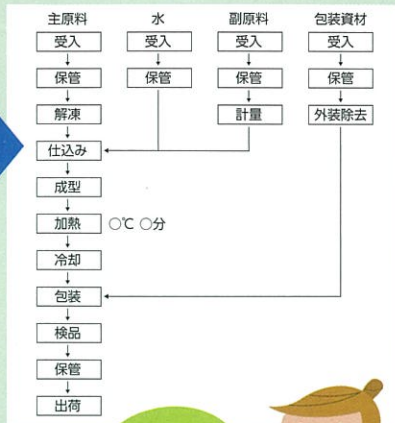 主原料 水 副原料 包装資材
受入 受入 受入 受入
保管 保管 保管 保管
解凍 計量 外装除去
仕込み
成型
加熱 ○℃ ○分
冷却
包装
検品
保管
出荷